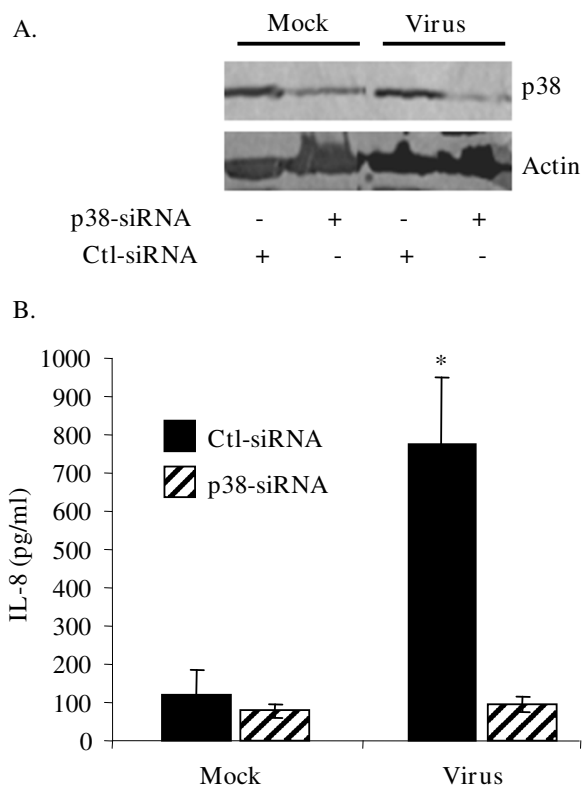 A.
Mock Virus
p38
Actin
p38-siRNA - + - +
Ctl-siRNA + - + -
B.
1000
900
800
700
600
500
400
300
200
100
0
IL-8 (pg/ml)
*
Ctl-siRNA
p38-siRNA
Mock Virus